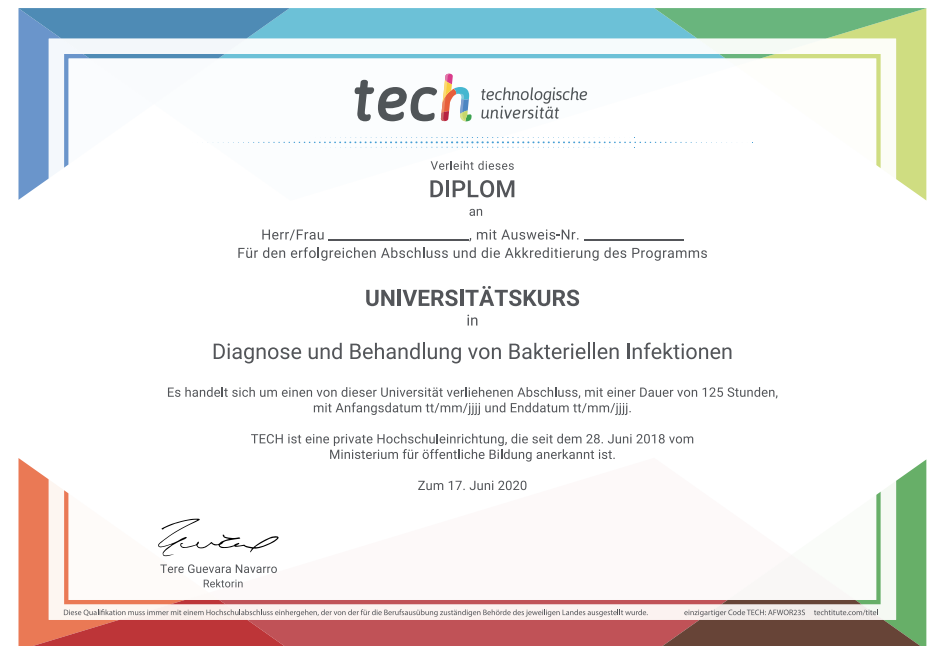 tech technologische
universität
Verleiht dieses
DIPLOM
an
Herr/Frau ____________________, mit Ausweis-Nr. ______________
Für den erfolgreichen Abschluss und die Akkreditierung des Programms
UNIVERSITÄTSKURS
in
Diagnose und Behandlung von Bakteriellen Infektionen
Es handelt sich um einen von dieser Universität verliehenen Abschluss, mit einer Dauer von 125 Stunden,
mit Anfangsdatum tt/mm/jjjj und Enddatum tt/mm/jjjj.
TECH ist eine private Hochschuleinrichtung, die seit dem 28. Juni 2018 vom
Ministerium für öffentliche Bildung anerkannt ist.
Zum 17. Juni 2020
Tere Guevara Navarro
Rektorin
Diese Qualifikation muss immer mit einem Hochschulabschluss einhergehen, der von der für die Berufsausübung zuständigen Behörde des jeweiligen Landes ausgestellt wurde. einzigartiger Code TECH: AFWOR23S techtitute.com/titel